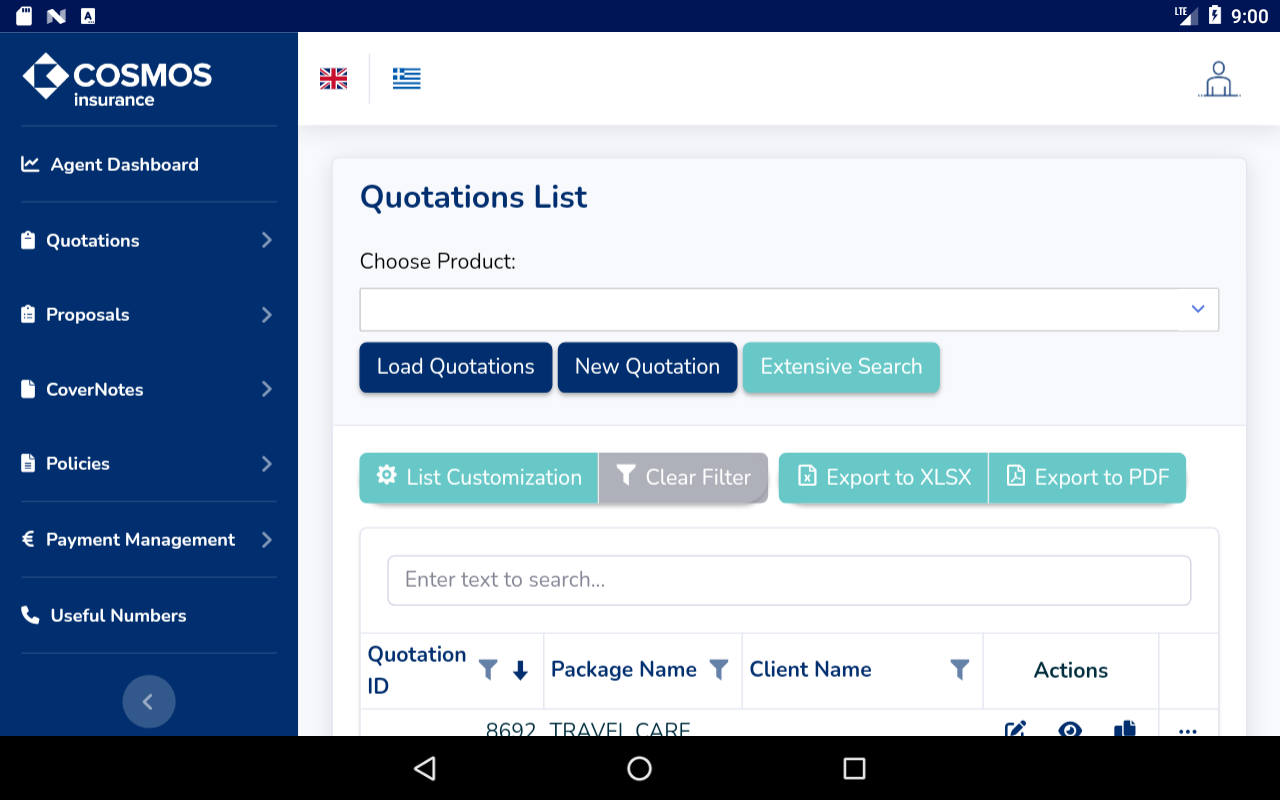 LTE 9:00
COSMOS
insurance
Agent Dashboard
Quotations
Proposals
CoverNotes
Policies
€ Payment Management
Useful Numbers
Quotations List
Choose Product:
Load Quotations New Quotation Extensive Search
List Customization Clear Filter Export to XLSX Export to PDF
Enter text to search...
Quotation
ID
Package Name Client Name Actions
8692 TRAVEL CARE